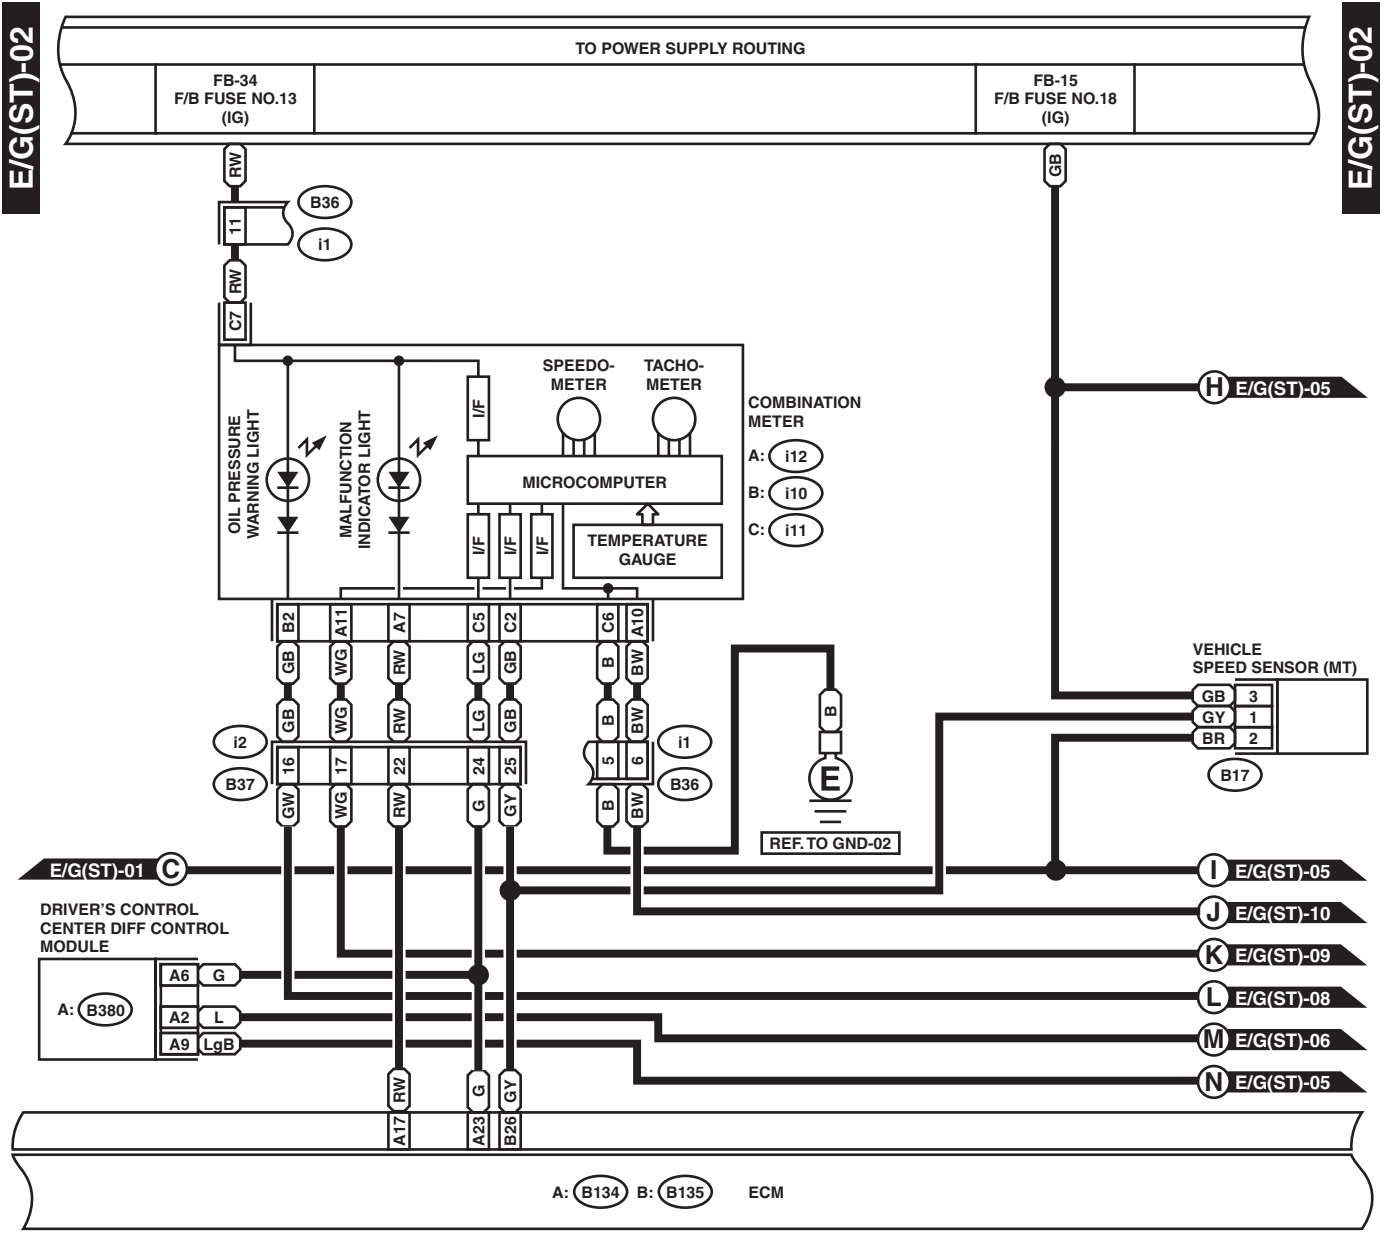 E/G(ST)-02
E/G(ST)-02
TO POWER SUPPLY ROUTING
FB-34
F/B FUSE NO.13
(IG)
FB-15
F/B FUSE NO.18
(IG)
RW
GB
11
B36
i1
RW
C7
H E/G(ST)-05
OIL PRESSURE
WARNING LIGHT
MALFUNCTION
INDICATOR LIGHT
I/F
SPEEDO-
METER
TACHO-
METER
MICROCOMPUTER
I/F
I/F
I/F
TEMPERATURE
GAUGE
COMBINATION
METER
A: i12
B: i10
C: i11
B2 A11 A7 C5 C2 C6 A10
GB WG RW LG GB B BW
GB WG RW LG GB B BW
i2
B37
16 17 22 24 25 5 6
i1
B36
GW WG RW G GY B BW
B
E
REF. TO GND-02
VEHICLE
SPEED SENSOR (MT)
GB 3
GY 1
BR 2
B17
E/G(ST)-01 C
I E/G(ST)-05
J E/G(ST)-10
K E/G(ST)-09
L E/G(ST)-08
M E/G(ST)-06
N E/G(ST)-05
DRIVER'S CONTROL
CENTER DIFF CONTROL
MODULE
A: B380
A6 G
A2 L
A9 LgB
RW G GY
A17 A23 B26
A: B134 B: B135 ECM